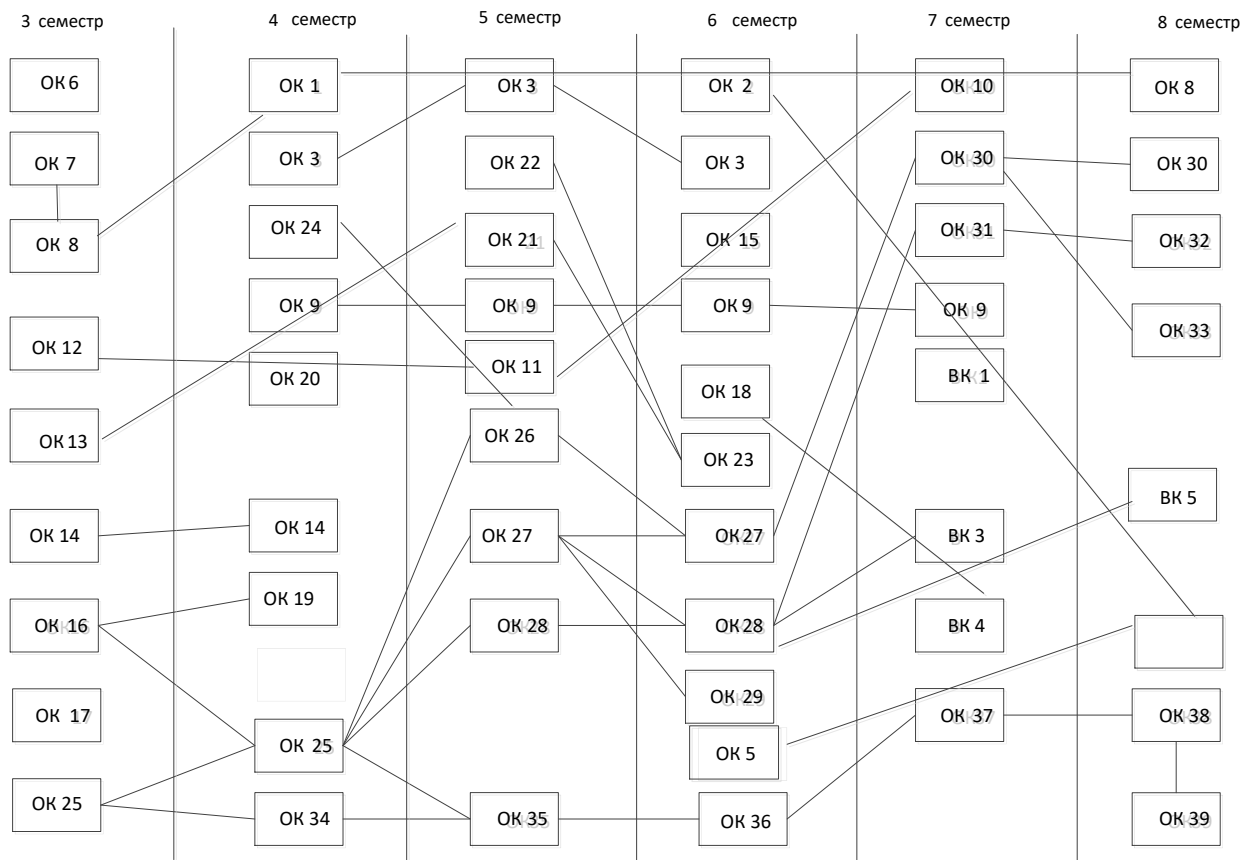 3 семестр
4 семестр
5 семестр
6 семестр
7 семестр
8 семестр
ОК 6
ОК 1
ОК 3
ОК 2
ОК 10
ОК 8
ОК 7
ОК 3
ОК 22
ОК 3
ОК 30
ОК 30
ОК 8
ОК 24
ОК 21
ОК 15
ОК 31
ОК 32
ОК 9
ОК 9
ОК 9
ОК 9
ОК 33
ОК 12
ОК 20
ОК 11
ОК 18
ВК 1
ОК 13
ОК 26
ОК 23
ВК 5
ОК 14
ОК 14
ОК 27
ОК 27
ВК 3
ОК 16
ОК 19
ОК 28
ОК 28
ВК 4
ОК 17
ОК 29
ОК 37
ОК 38
ОК 25
ОК 5
ОК 25
ОК 34
ОК 35
ОК 36
ОК 39